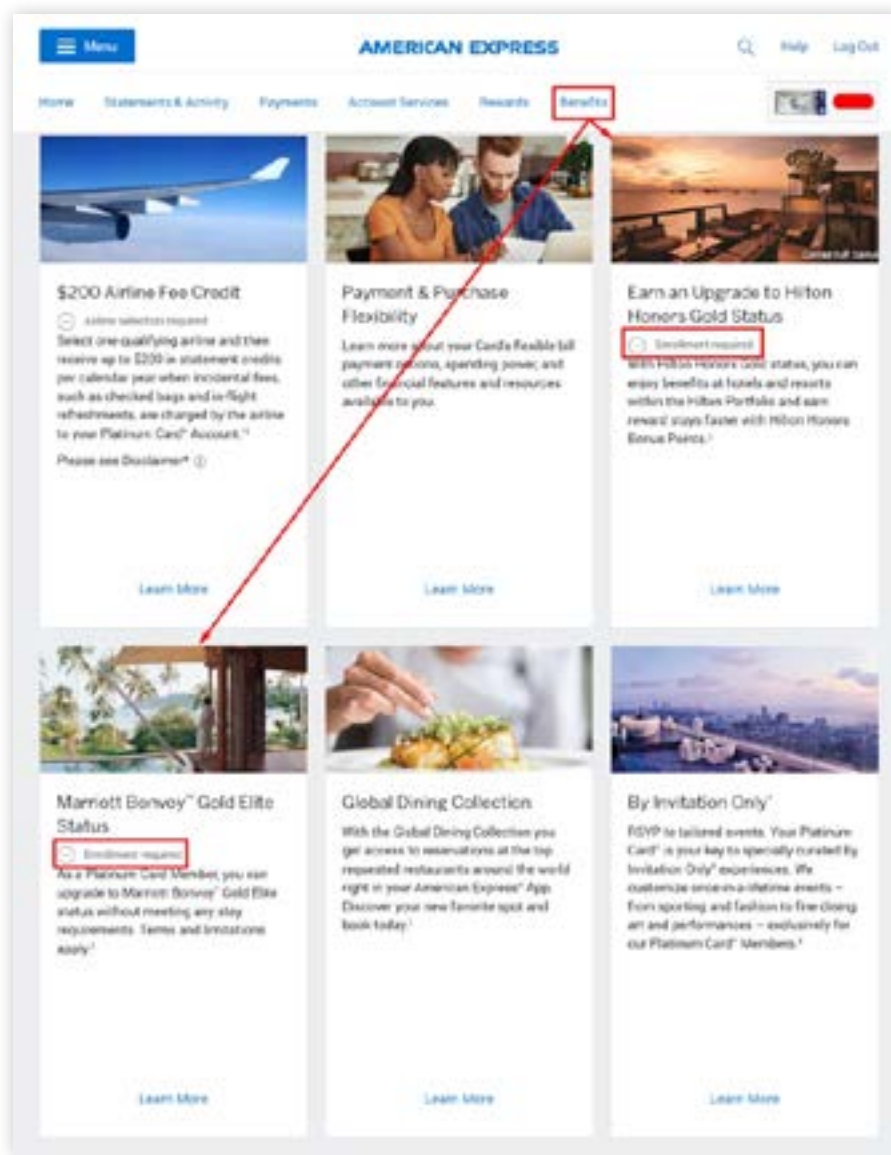 Menu
AMERICAN EXPRESS
Help
Log Out
Home
Statements & Activity
Payments
Account Services
Rewards
Benefits
$200 Airline Fee Credit
Airline selection required
Select one qualifying airline and then
receive up to $200 in statement credits
per calendar year when incidental fees,
such as checked bags and in-flight
refreshments, are charged by the airline
to your Platinum Card® Account.
Please see Disclaimer*
Learn More
Payment & Purchase
Flexibility
Learn more about your Card's flexible bill
payment options, spending power, and
other financial features and resources
available to you.
Learn More
Earn an Upgrade to Hilton
Honors Gold Status
Enrollment required
With Hilton Honors Gold status, you can
enjoy benefits at hotels and resorts
within the Hilton Portfolio and earn
reward stays faster with Hilton Honors
Bonus Points.
Learn More
Marriott Bonvoy™ Gold Elite
Status
Enrollment required
As a Platinum Card Member, you can
upgrade to Marriott Bonvoy® Gold Elite
status without meeting any stay
requirements. Terms and limitations
apply.
Learn More
Global Dining Collection
With the Global Dining Collection you
get access to reservations at the top
requested restaurants around the world
right in your American Express® App.
Discover your new favorite spot and
book today.
Learn More
By Invitation Only®
RSVP to tailored events. Your Platinum
Card® is your key to specially curated By
Invitation Only® experiences. We
customize once-in-a-lifetime events –
from sporting and fashion to fine dining,
art and performances – exclusively for
our Platinum Card® Members.
Learn More